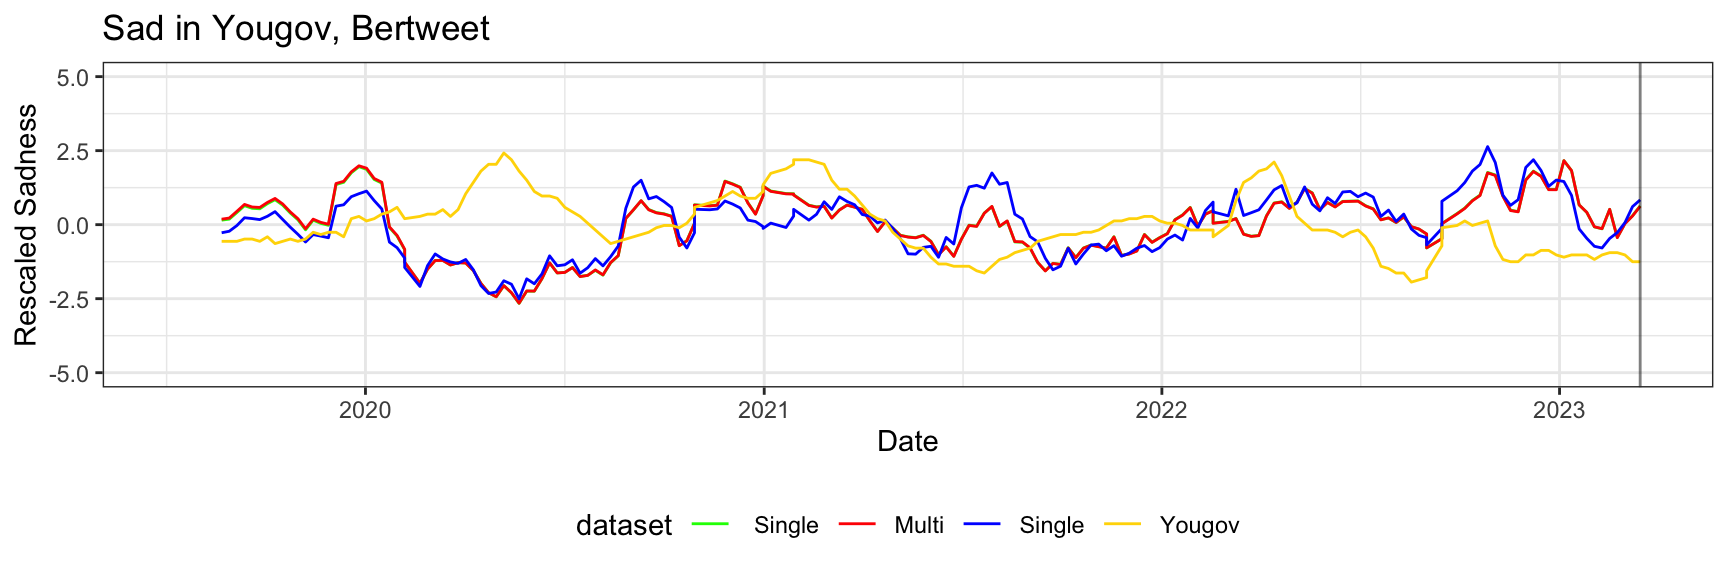 Sad in Yougov, Bertweet
Rescaled Sadness
5.0
2.5
0.0
-2.5
-5.0
2020 2021 2022 2023
Date
dataset Single Multi Single Yougov